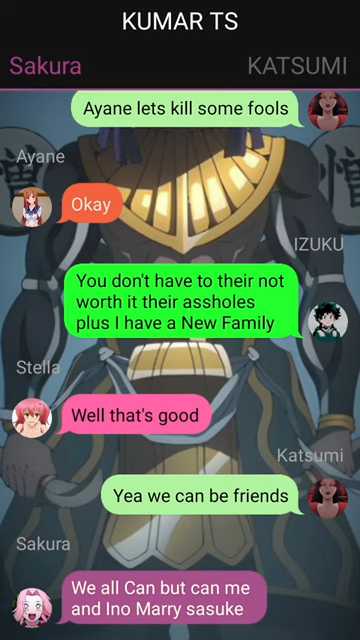 KUMAR TS
Sakura
KATSUMI
Ayane lets kill some fools
Ayane
Okay
IZUKU
You don't have to their not
worth it their assholes
plus I have a New Family
Stella
Well that's good
Katsumi
Yea we can be friends
Sakura
We all Can but can me
and Ino Marry sasuke